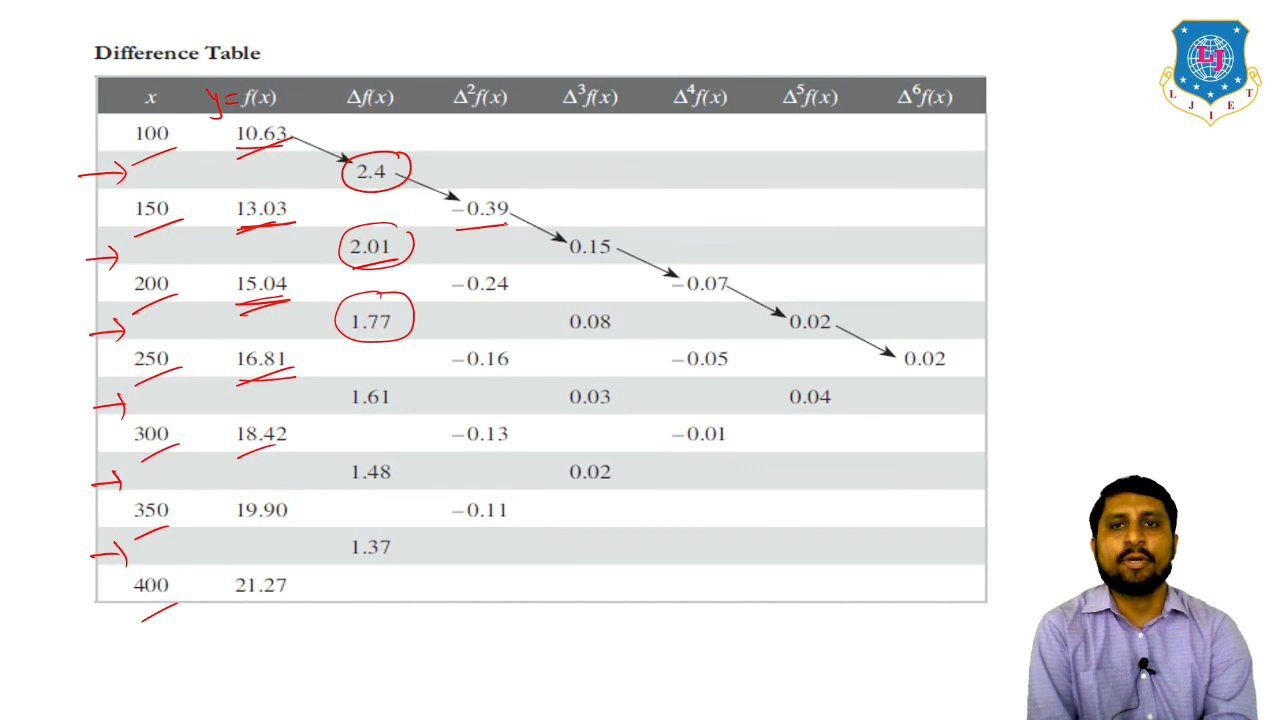 Difference Table
x y = f(x) Δf(x) Δ²f(x) Δ³f(x) Δ⁴f(x) Δ⁵f(x) Δ⁶f(x)
100 10.63
2.4
150 13.03 −0.39
2.01 0.15
200 15.04 −0.24 −0.07
1.77 0.08 0.02
250 16.81 −0.16 −0.05 0.02
1.61 0.03 0.04
300 18.42 −0.13 −0.01
1.48 0.02
350 19.90 −0.11
1.37
400 21.27
LJ
L J I E T